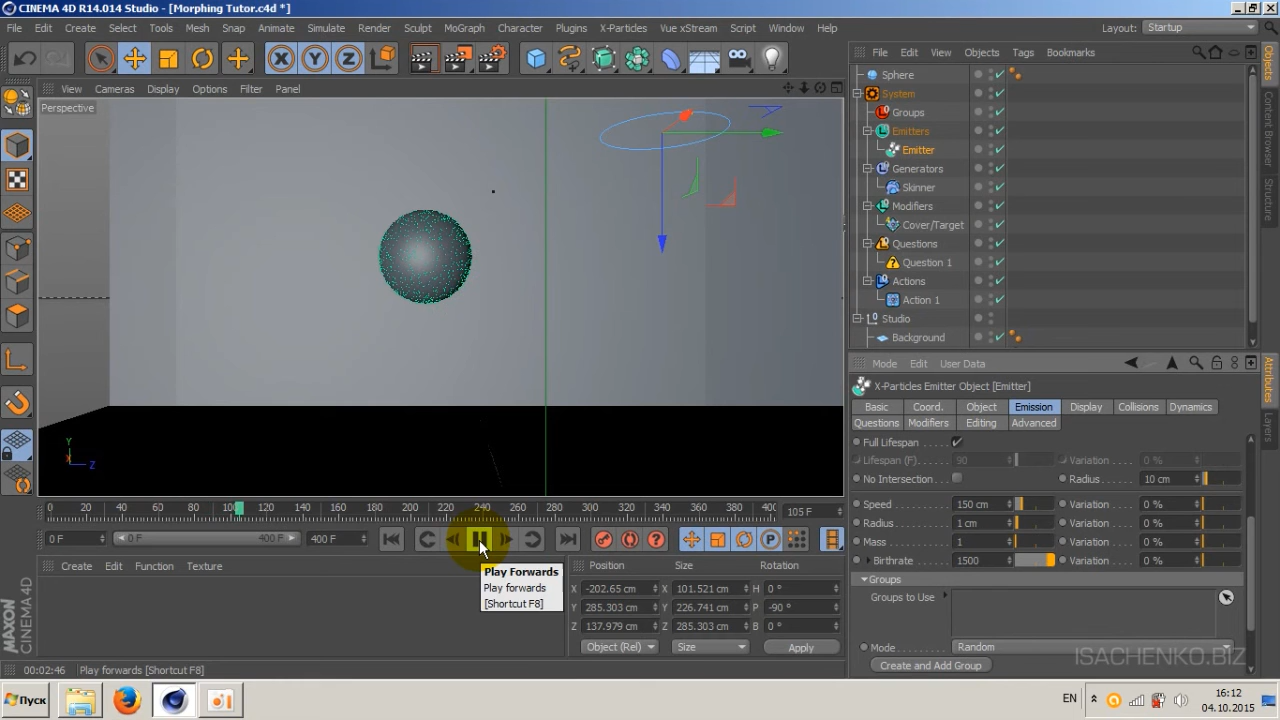 CINEMA 4D R14.014 Studio - [Morphing Tutor.c4d *]
File Edit Create Select Tools Mesh Snap Animate Simulate Render Sculpt MoGraph Character Plugins X-Particles Vue xStream Script Window Help Layout: Startup
X Y Z
File Edit View Objects Tags Bookmarks
View Cameras Display Options Filter Panel
Perspective
Sphere
System
Groups
Emitters
Emitter
Generators
Skinner
Modifiers
Cover/Target
Questions
Question 1
Actions
Action 1
Studio
Background
Objects
Content Browser
Structure
Attributes
Layers
Mode Edit User Data
X-Particles Emitter Object [Emitter]
Basic Coord. Object Emission Display Collisions Dynamics
Questions Modifiers Editing Advanced
Full Lifespan
Lifespan (F) 90 Variation 0 %
No Intersection Radius 10 cm
Speed 150 cm Variation 0 %
Radius 1 cm Variation 0 %
Mass 1 Variation 0 %
Birthrate 1500 Variation 0 %
Groups
Groups to Use
Mode Random
Create and Add Group
Y
X
Z
0 20 40 60 80 100 120 140 160 180 200 220 240 260 280 300 320 340 360 380 400 105 F
0 F 0 F 400 F 400 F
P
Play Forwards
Play forwards
[Shortcut F8]
Create Edit Function Texture
Position Size Rotation
X -202.65 cm X 101.521 cm H 0 °
Y 285.303 cm Y 226.741 cm P -90 °
Z 137.979 cm Z 285.303 cm B 0 °
Object (Rel) Size Apply
MAXON
CINEMA 4D
00:02:46 Play forwards [Shortcut F8]
ISACHENKO.BIZ
Пуск
EN
16:12
04.10.2015